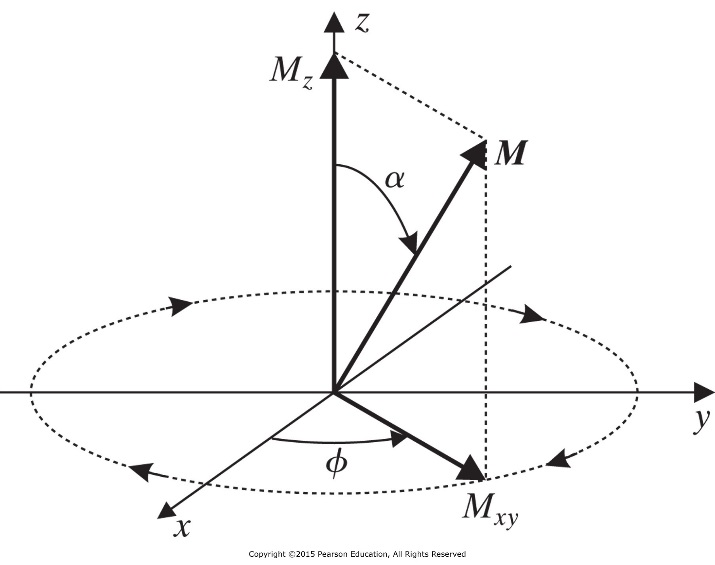 z
M_z
M
α
y
ϕ
x
M_xy
Copyright ©2015 Pearson Education, All Rights Reserved